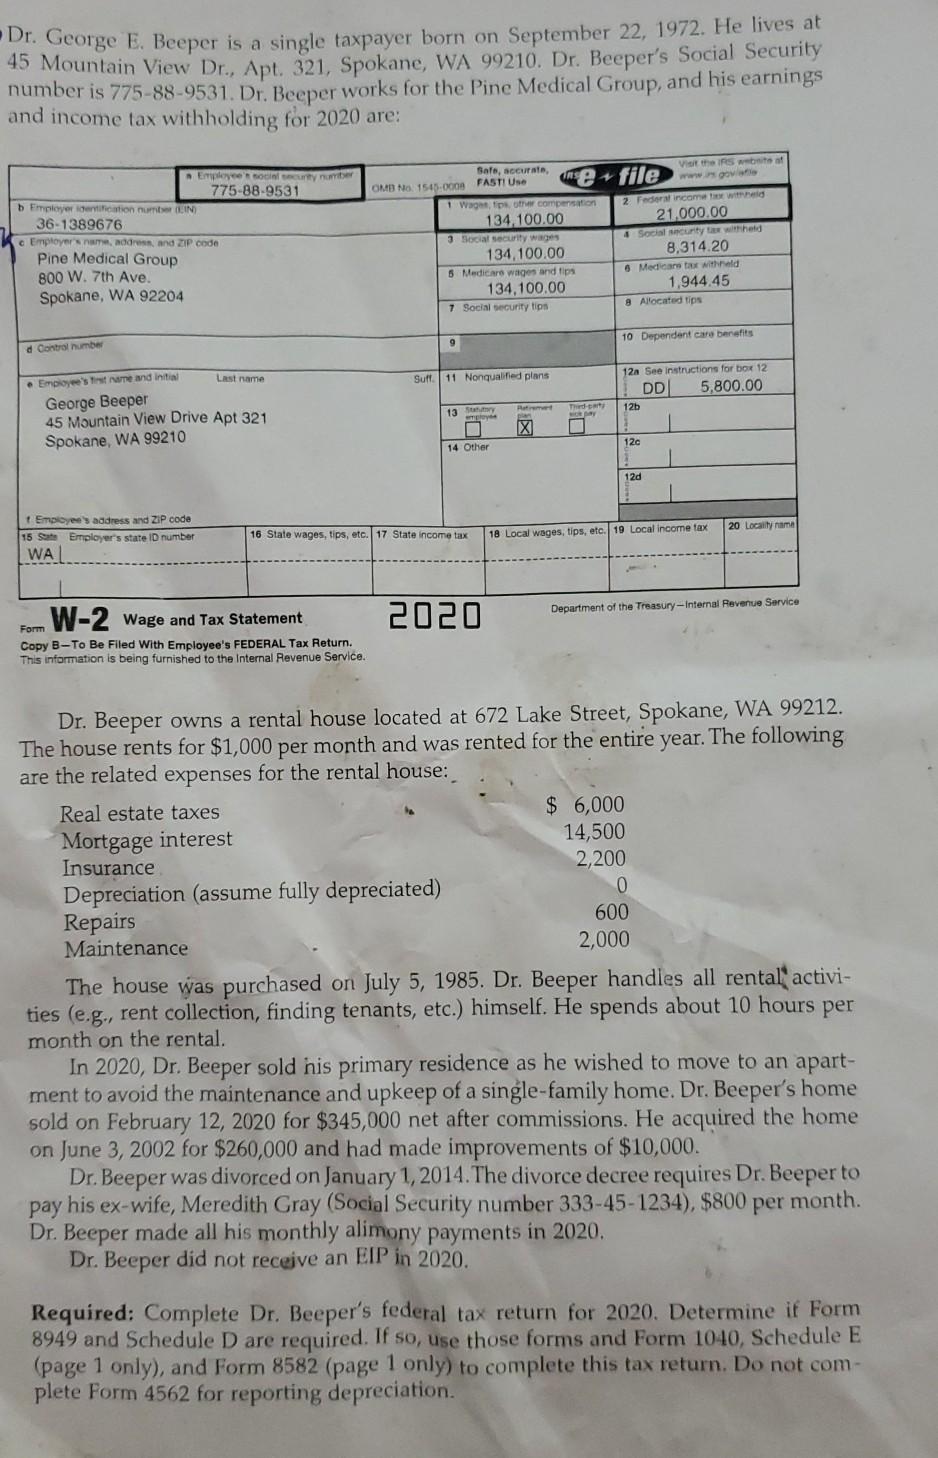 Dr. George E. Beeper is a single taxpayer born on September 22, 1972. He lives at
45 Mountain View Dr., Apt. 321, Spokane, WA 99210. Dr. Beeper's Social Security
number is 775-88-9531. Dr. Beeper works for the Pine Medical Group, and his earnings
and income tax withholding for 2020 are:
a Employee's social security number
775-88-9531
OMB No. 1545-0008
Safe, accurate,
FAST! Use
IRS e-file
Visit the IRS website at
www.irs.gov/efile
b Employer identification number (EIN)
36-1389676
1 Wages, tips, other compensation
134,100.00
2 Federal income tax withheld
21,000.00
c Employer's name, address, and ZIP code
Pine Medical Group
800 W. 7th Ave.
Spokane, WA 92204
3 Social security wages
134,100.00
4 Social security tax withheld
8,314.20
5 Medicare wages and tips
134,100.00
6 Medicare tax withheld
1,944.45
7 Social security tips
8 Allocated tips
d Control number
9
10 Dependent care benefits
e Employee's first name and initial Last name Suff.
George Beeper
45 Mountain View Drive Apt 321
Spokane, WA 99210
11 Nonqualified plans
12a See instructions for box 12
DD 5,800.00
13 Statutory employee Retirement plan Third-party sick pay
X
12b
14 Other
12c
12d
f Employee's address and ZIP code
15 State Employer's state ID number
WA
16 State wages, tips, etc.
17 State income tax
18 Local wages, tips, etc.
19 Local income tax
20 Locality name
Form W-2 Wage and Tax Statement
2020
Department of the Treasury—Internal Revenue Service
Copy B—To Be Filed With Employee's FEDERAL Tax Return.
This information is being furnished to the Internal Revenue Service.
Dr. Beeper owns a rental house located at 672 Lake Street, Spokane, WA 99212.
The house rents for $1,000 per month and was rented for the entire year. The following
are the related expenses for the rental house:
Real estate taxes $ 6,000
Mortgage interest 14,500
Insurance 2,200
Depreciation (assume fully depreciated) 0
Repairs 600
Maintenance 2,000
The house was purchased on July 5, 1985. Dr. Beeper handles all rental activi-
ties (e.g., rent collection, finding tenants, etc.) himself. He spends about 10 hours per
month on the rental.
In 2020, Dr. Beeper sold his primary residence as he wished to move to an apart-
ment to avoid the maintenance and upkeep of a single-family home. Dr. Beeper's home
sold on February 12, 2020 for $345,000 net after commissions. He acquired the home
on June 3, 2002 for $260,000 and had made improvements of $10,000.
Dr. Beeper was divorced on January 1, 2014. The divorce decree requires Dr. Beeper to
pay his ex-wife, Meredith Gray (Social Security number 333-45-1234), $800 per month.
Dr. Beeper made all his monthly alimony payments in 2020.
Dr. Beeper did not receive an EIP in 2020.
Required: Complete Dr. Beeper's federal tax return for 2020. Determine if Form
8949 and Schedule D are required. If so, use those forms and Form 1040, Schedule E
(page 1 only), and Form 8582 (page 1 only) to complete this tax return. Do not com-
plete Form 4562 for reporting depreciation.